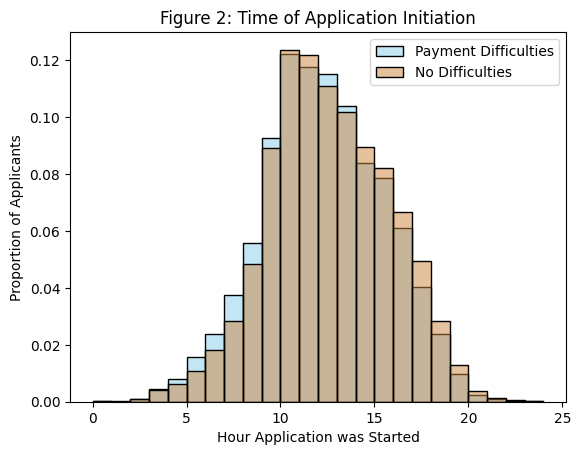 Figure 2: Time of Application Initiation
Payment Difficulties
No Difficulties
Proportion of Applicants
0.12
0.10
0.08
0.06
0.04
0.02
0.00
0 5 10 15 20 25
Hour Application was Started